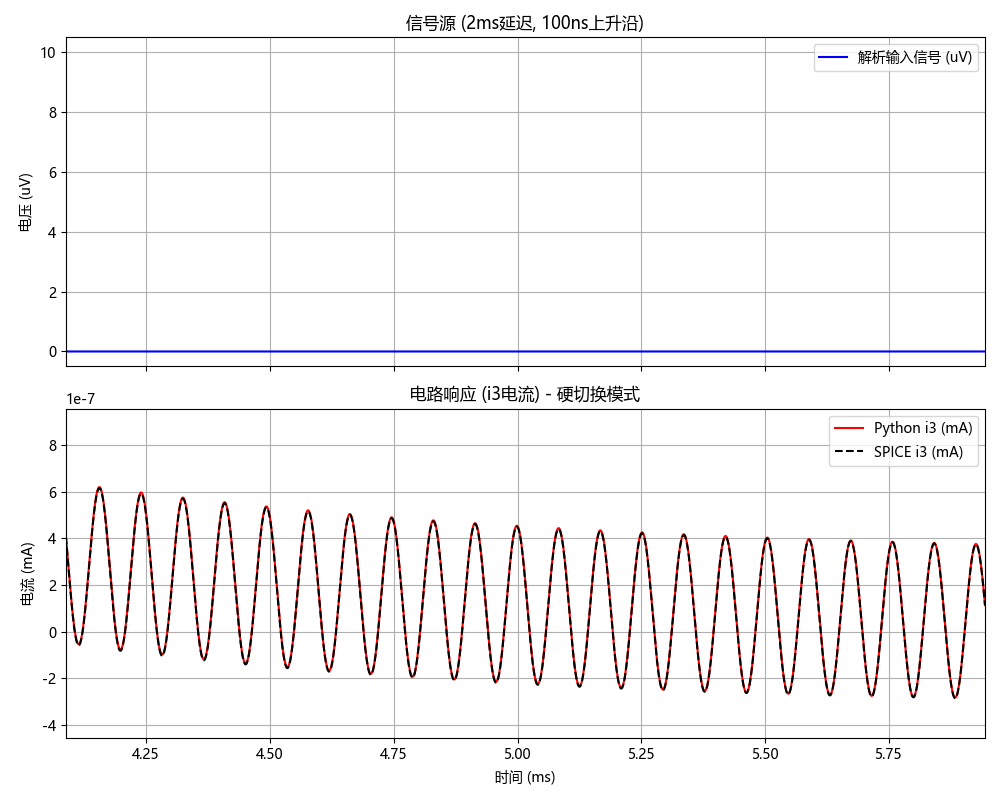 信号源 (2ms延迟, 100ns上升沿)
10
8
6
4
2
0
电压 (uV)
解析输入信号 (uV)
电路响应 (i3电流) - 硬切换模式
1e-7
8
6
4
2
0
-2
-4
电流 (mA)
Python i3 (mA)
SPICE i3 (mA)
4.25
4.50
4.75
5.00
5.25
5.50
5.75
时间 (ms)